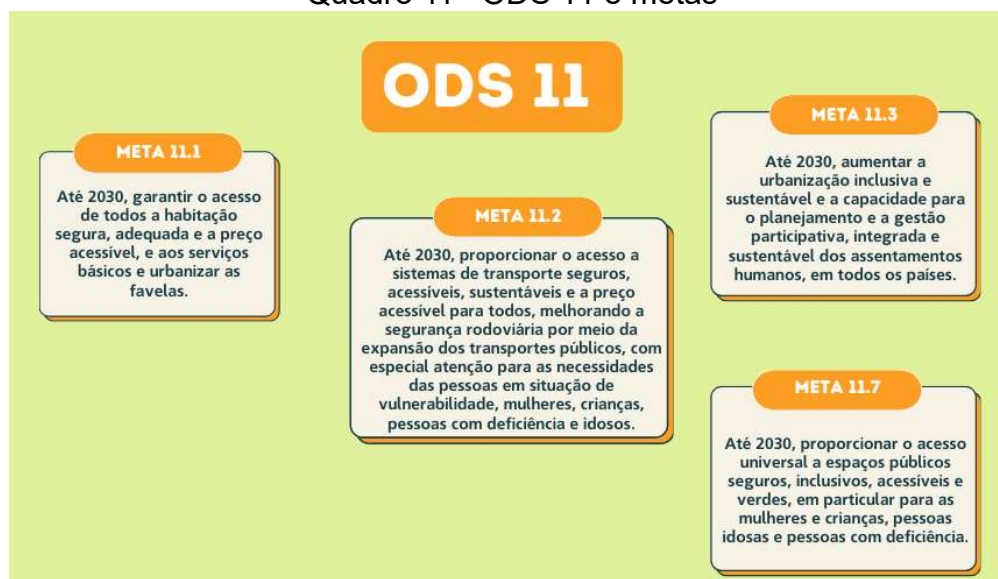 Quadro 11 - ODS 11 e metas
ODS 11
META 11.1
Até 2030, garantir o acesso
de todos a habitação
segura, adequada e a preço
acessível, e aos serviços
básicos e urbanizar as
favelas.
META 11.2
Até 2030, proporcionar o acesso a
sistemas de transporte seguros,
acessíveis, sustentáveis e a preço
acessível para todos, melhorando a
segurança rodoviária por meio da
expansão dos transportes públicos, com
especial atenção para as necessidades
das pessoas em situação de
vulnerabilidade, mulheres, crianças,
pessoas com deficiência e idosos.
META 11.3
Até 2030, aumentar a
urbanização inclusiva e
sustentável e a capacidade para
o planejamento e a gestão
participativa, integrada e
sustentável dos assentamentos
humanos, em todos os países.
META 11.7
Até 2030, proporcionar o acesso
universal a espaços públicos
seguros, inclusivos, acessíveis e
verdes, em particular para as
mulheres e crianças, pessoas
idosas e pessoas com deficiência.